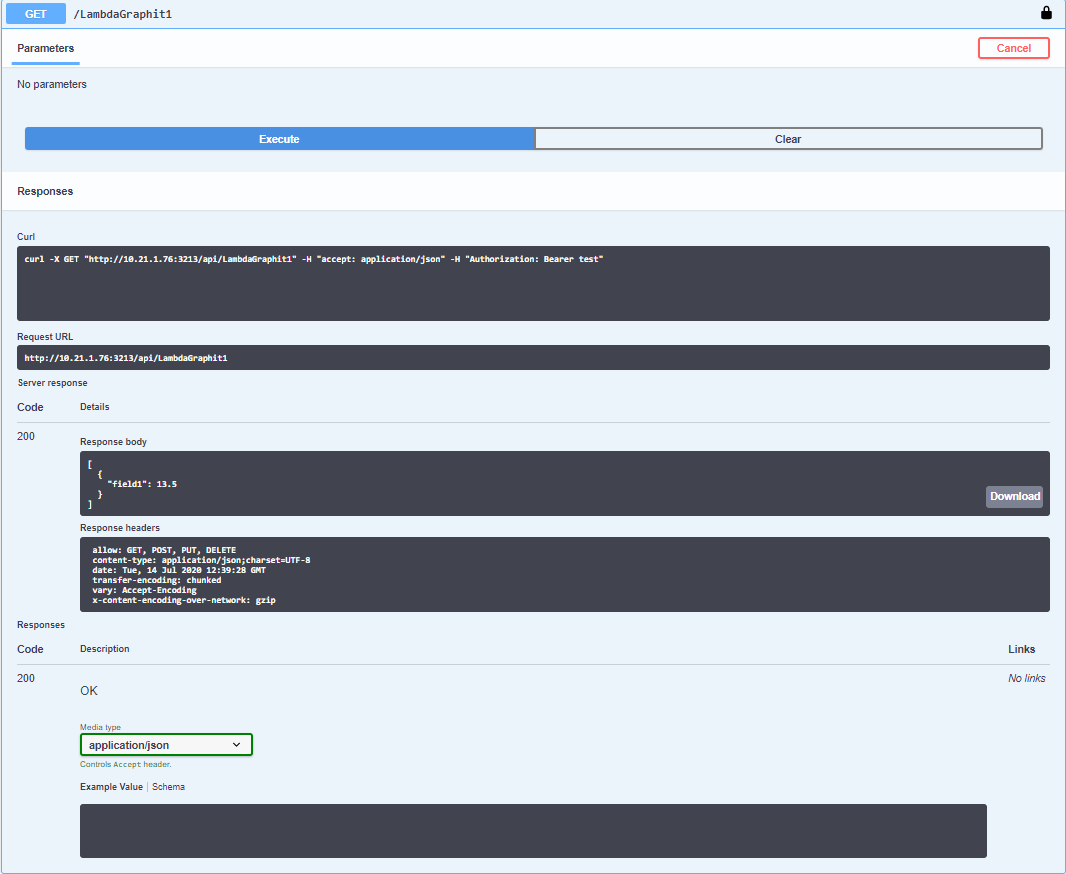 GET /LambdaGraphit1
Parameters Cancel
No parameters
Execute Clear
Responses
Curl
curl -X GET "http://10.21.1.76:3213/api/LambdaGraphit1" -H "accept: application/json" -H "Authorization: Bearer test"
Request URL
http://10.21.1.76:3213/api/LambdaGraphit1
Server response
Code Details
200
Response body
[
  {
    "field1": 13.5
  }
]
Download
Response headers
allow: GET, POST, PUT, DELETE
content-type: application/json;charset=UTF-8
date: Tue, 14 Jul 2020 12:39:28 GMT
transfer-encoding: chunked
vary: Accept-Encoding
x-content-encoding-over-network: gzip
Responses
Code Description Links
200 No links
OK
Media type
application/json
Controls Accept header.
Example Value | Schema